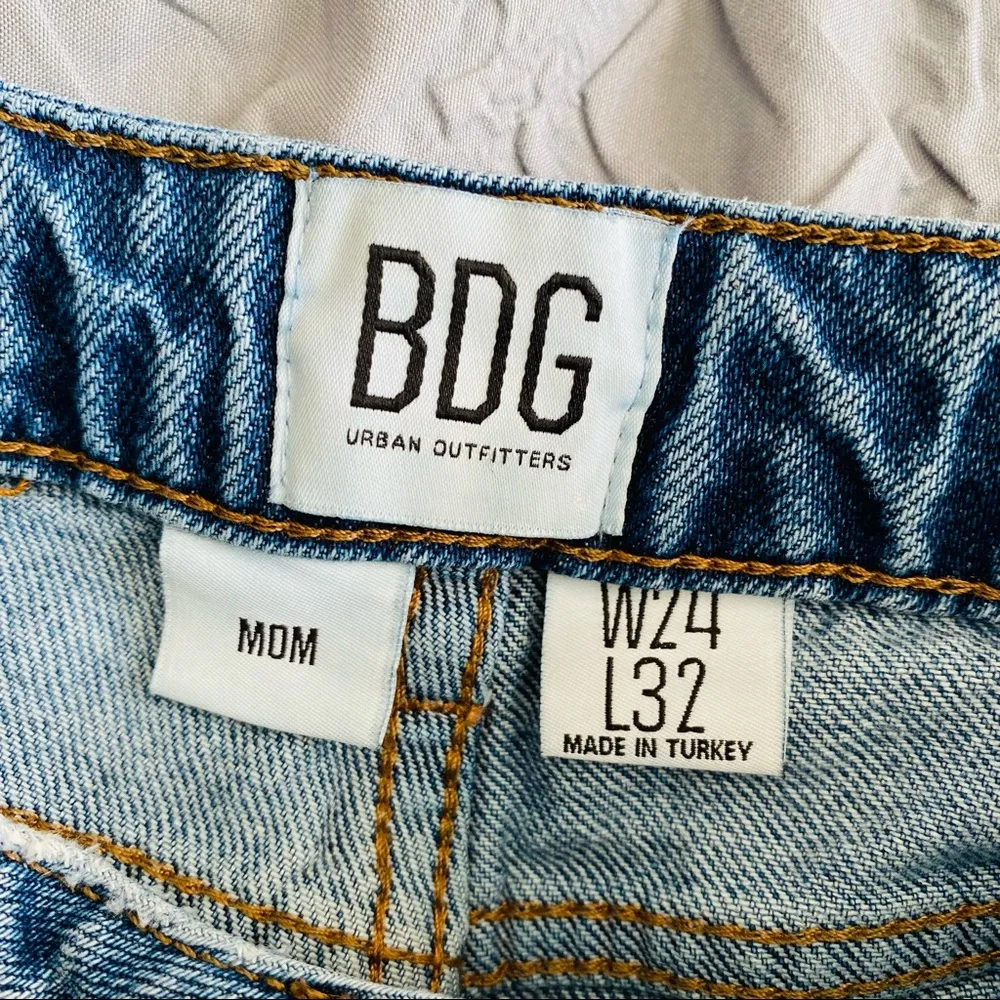 BDG
URBAN OUTFITTERS
MOM
W24
L32
MADE IN TURKEY